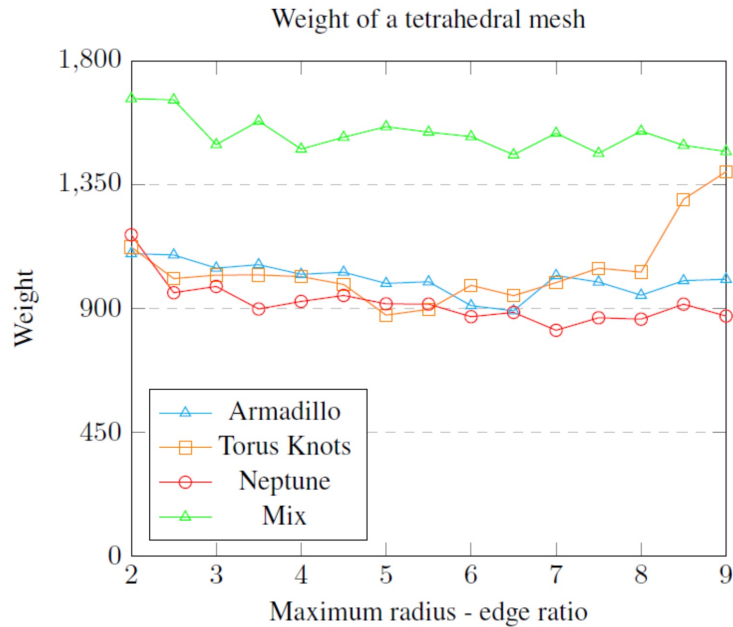 Weight of a tetrahedral mesh
1,800
1,350
900
450
0
Weight
Armadillo
Torus Knots
Neptune
Mix
2 3 4 5 6 7 8 9
Maximum radius - edge ratio